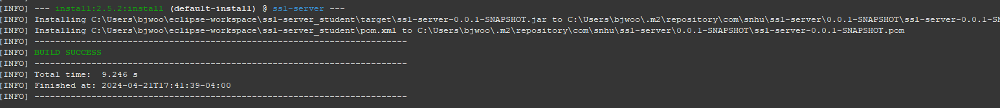 [INFO] --- install:2.5.2:install (default-install) @ ssl-server ---
[INFO] Installing C:\Users\bjwoo\eclipse-workspace\ssl-server_student\target\ssl-server-0.0.1-SNAPSHOT.jar to C:\Users\bjwoo\.m2\repository\com\snhu\ssl-server\0.0.1-SNAPSHOT\ssl-server-0.0.1-SN
[INFO] Installing C:\Users\bjwoo\eclipse-workspace\ssl-server_student\pom.xml to C:\Users\bjwoo\.m2\repository\com\snhu\ssl-server\0.0.1-SNAPSHOT\ssl-server-0.0.1-SNAPSHOT.pom
[INFO] ------------------------------------------------------------------------
[INFO] BUILD SUCCESS
[INFO] ------------------------------------------------------------------------
[INFO] Total time:  9.246 s
[INFO] Finished at: 2024-04-21T17:41:39-04:00
[INFO] ------------------------------------------------------------------------